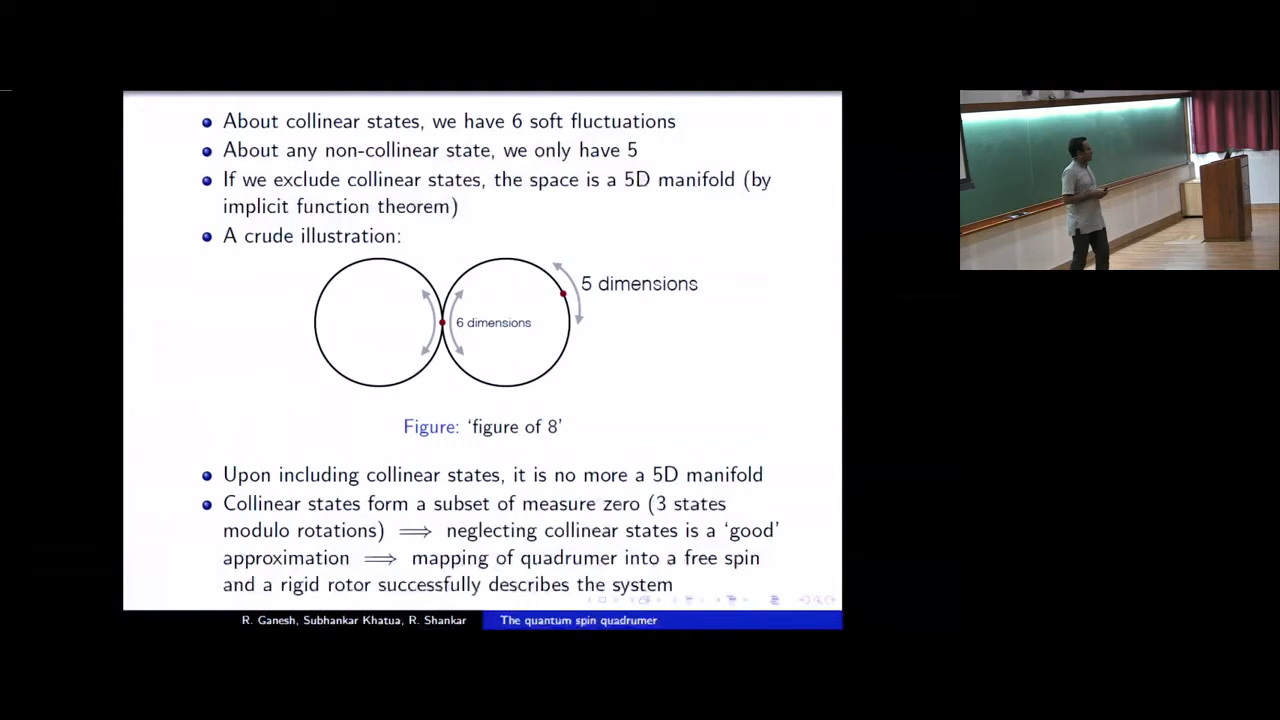 About collinear states, we have 6 soft fluctuations
About any non-collinear state, we only have 5
If we exclude collinear states, the space is a 5D manifold (by
implicit function theorem)
A crude illustration:
5 dimensions
6 dimensions
Figure: ‘figure of 8’
Upon including collinear states, it is no more a 5D manifold
Collinear states form a subset of measure zero (3 states
modulo rotations) ⟹ neglecting collinear states is a ‘good’
approximation ⟹ mapping of quadrumer into a free spin
and a rigid rotor successfully describes the system
R. Ganesh, Subhankar Khatua, R. Shankar
The quantum spin quadrumer